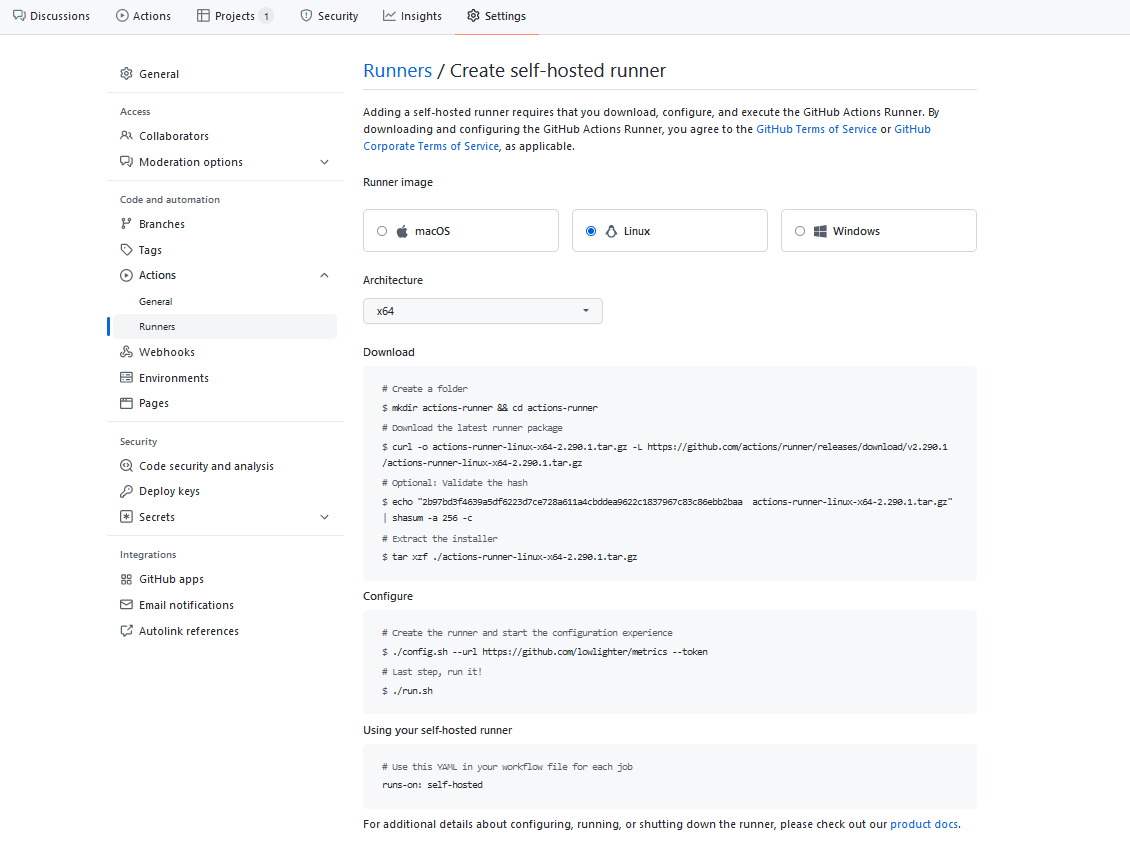 Discussions Actions Projects 1 Security Insights Settings
General
Access
Collaborators
Moderation options
Code and automation
Branches
Tags
Actions
General
Runners
Webhooks
Environments
Pages
Security
Code security and analysis
Deploy keys
Secrets
Integrations
GitHub apps
Email notifications
Autolink references
Runners / Create self-hosted runner
Adding a self-hosted runner requires that you download, configure, and execute the GitHub Actions Runner. By
downloading and configuring the GitHub Actions Runner, you agree to the GitHub Terms of Service or GitHub
Corporate Terms of Service, as applicable.
Runner image
macOS Linux Windows
Architecture
x64
Download
# Create a folder
$ mkdir actions-runner && cd actions-runner
# Download the latest runner package
$ curl -o actions-runner-linux-x64-2.290.1.tar.gz -L https://github.com/actions/runner/releases/download/v2.290.1
/actions-runner-linux-x64-2.290.1.tar.gz
# Optional: Validate the hash
$ echo "2b97bd3f4639a5df6223d7ce728a611a4cbddea9622c1837967c83c86ebb2baa  actions-runner-linux-x64-2.290.1.tar.gz"
| shasum -a 256 -c
# Extract the installer
$ tar xzf ./actions-runner-linux-x64-2.290.1.tar.gz
Configure
# Create the runner and start the configuration experience
$ ./config.sh --url https://github.com/lowlighter/metrics --token
# Last step, run it!
$ ./run.sh
Using your self-hosted runner
# Use this YAML in your workflow file for each job
runs-on: self-hosted
For additional details about configuring, running, or shutting down the runner, please check out our product docs.